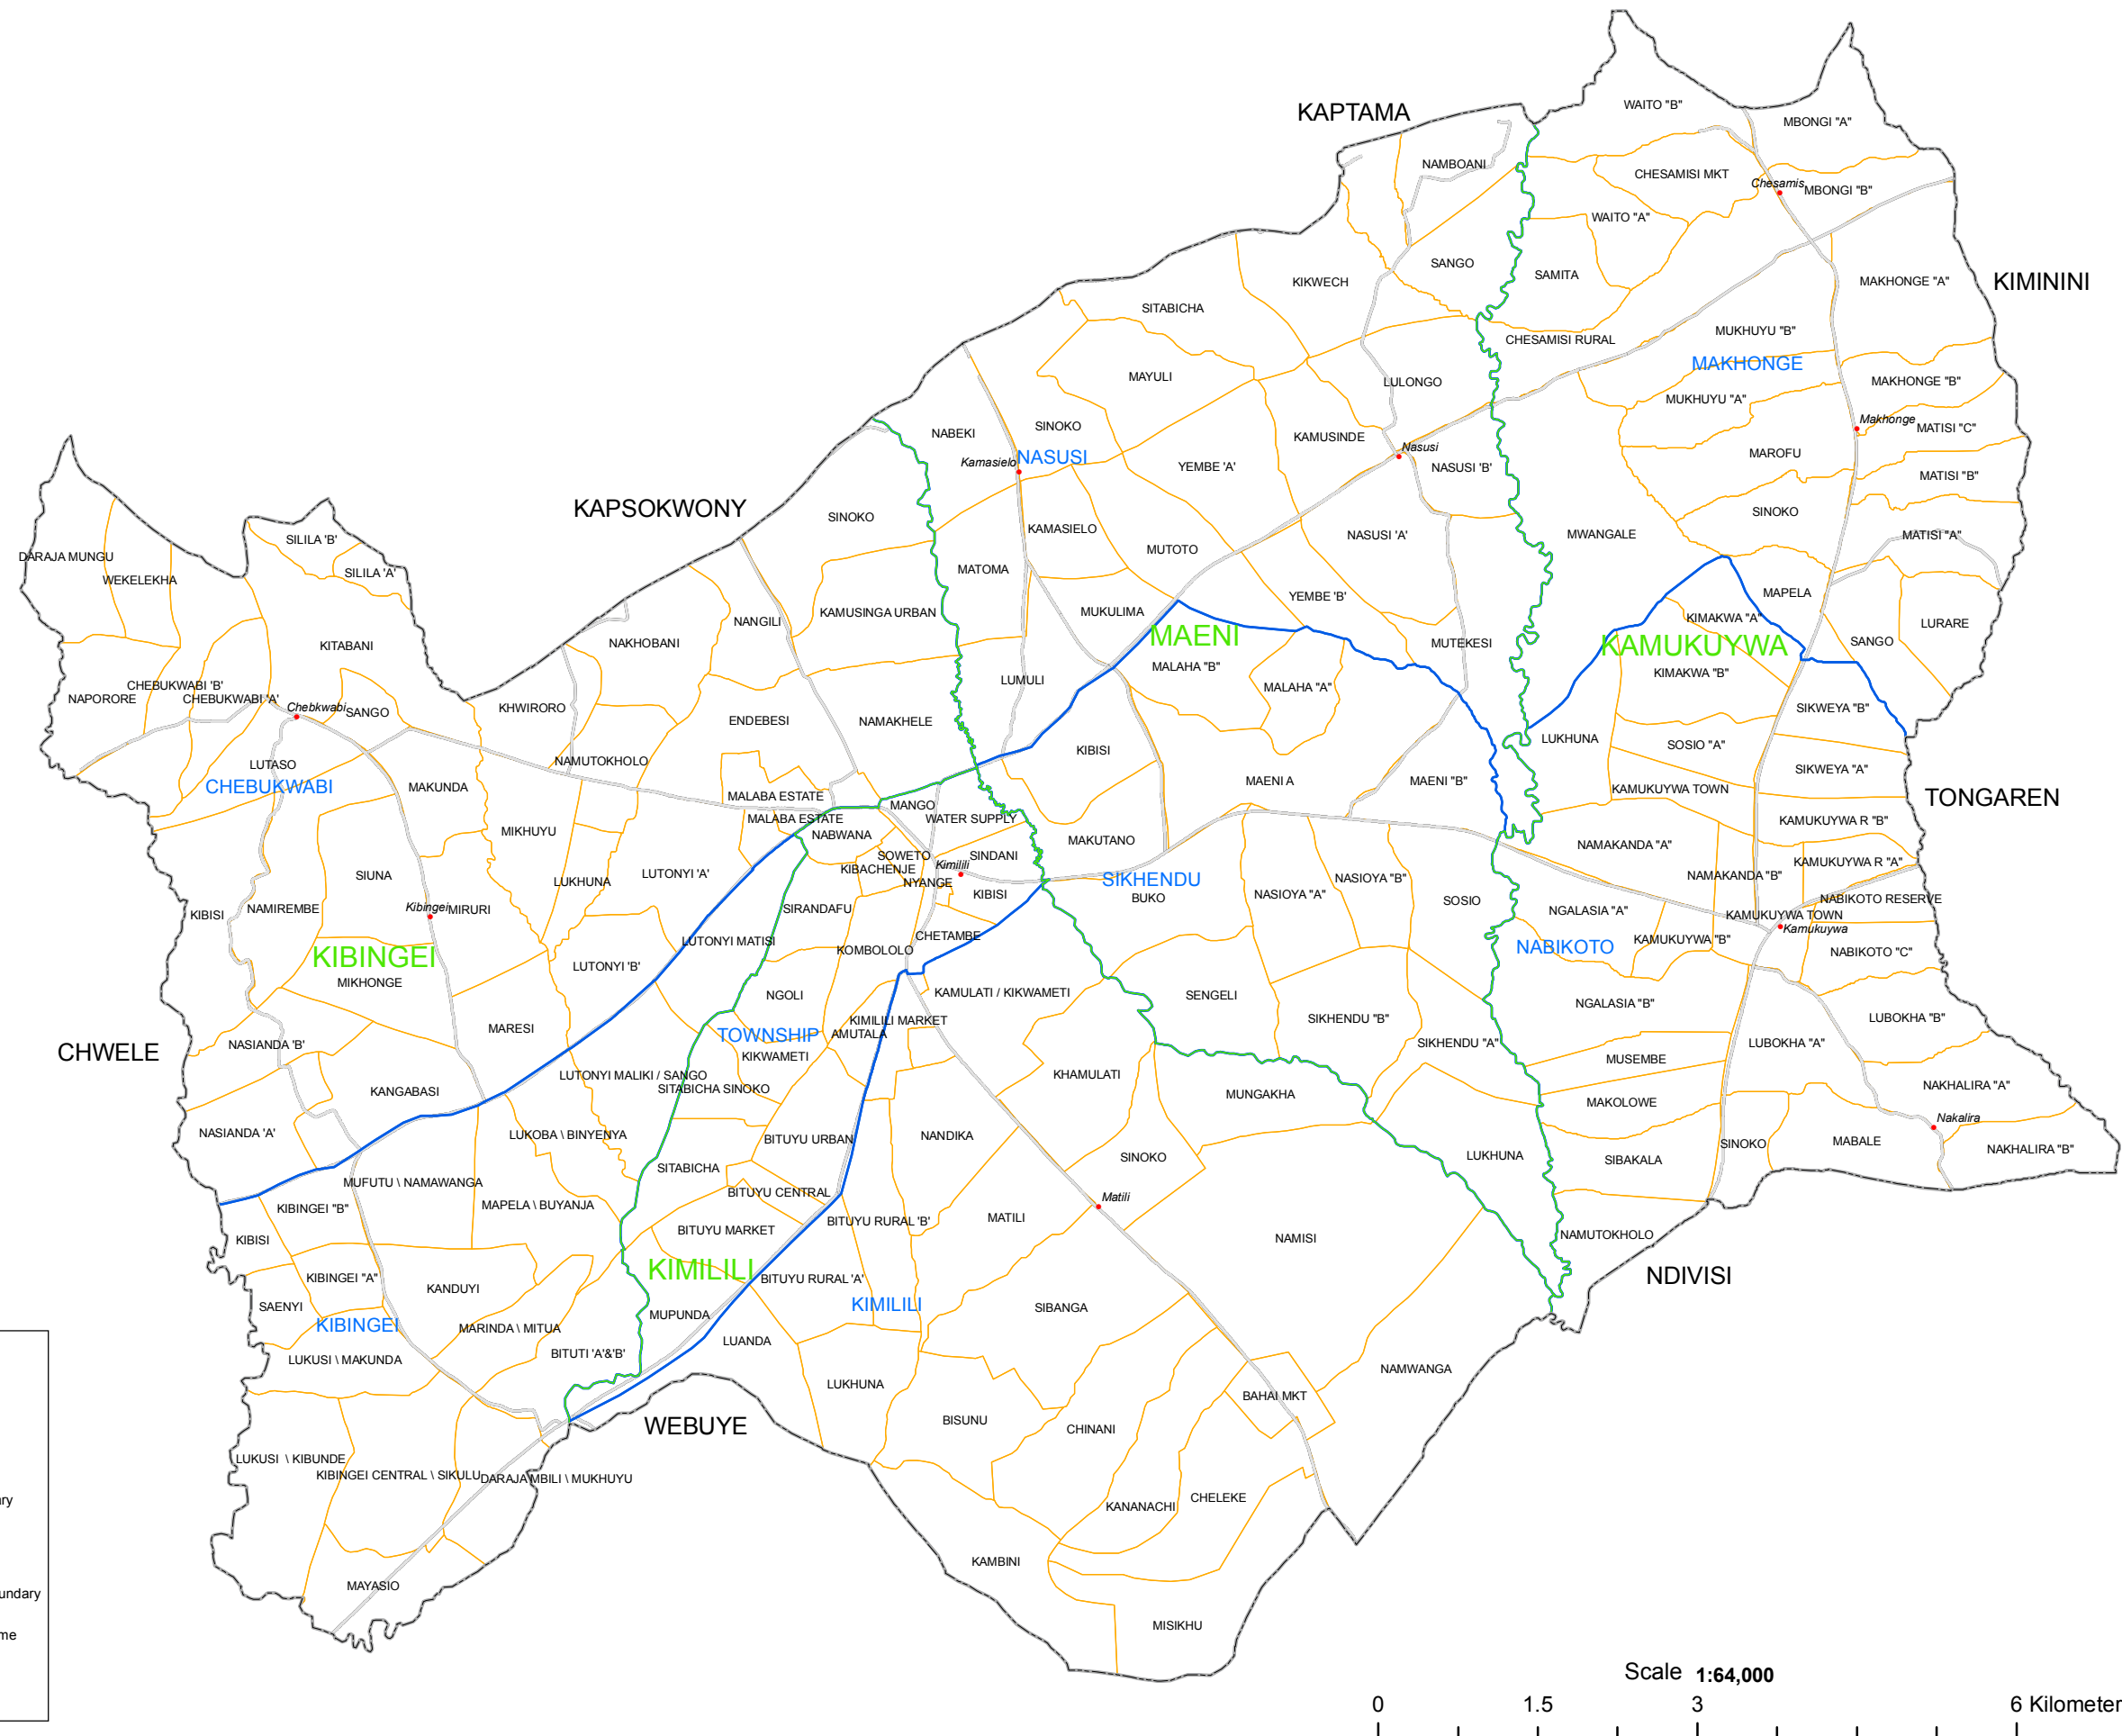 WAITO "B"
KAPTAMA
MBONGI "A"
NAMBOANI
CHESAMISI MKT
Chesamis
MBONGI "B"
WAITO "A"
SANGO
SAMITA
KIKWECH
MAKHONGE "A"
KIMININI
SITABICHA
MUKHUYU "B"
CHESAMISI RURAL
MAKHONGE
MAYULI
LULONGO
MAKHONGE "B"
MUKHUYU "A"
Makhonge
MATISI "C"
SINOKO
NABEKI
KAMUSINDE
Nasusi
MAROFU
Kamasielo
NASUSI
YEMBE 'A'
NASUSI 'B'
MATISI "B"
KAPSOKWONY
SINOKO
KAMASIELO
SINOKO
NASUSI 'A'
MWANGALE
MATISI "A"
SILILA 'B'
MUTOTO
DARAJA MUNGU
SILILA 'A'
MATOMA
WEKELEKHA
MAPELA
YEMBE 'B'
KAMUSINGA URBAN
MUKULIMA
KIMAKWA "A"
NANGILI
LURARE
MAENI
KAMUKUYWA
NAKHOBANI
KITABANI
MUTEKESI
SANGO
MALAHA "B"
KIMAKWA "B"
LUMULI
MALAHA "A"
CHEBUKWABI 'B'
NAPORORE
CHEBUKWABI 'A'
Chebkwabi
SANGO
KHWIRORO
SIKWEYA "B"
ENDEBESI
NAMAKHELE
LUKHUNA
SOSIO "A"
KIBISI
NAMUTOKHOLO
LUTASO
SIKWEYA "A"
CHEBUKWABI
MAKUNDA
MAENI A
MAENI "B"
KAMUKUYWA TOWN
TONGAREN
MALABA ESTATE
MANGO
MALABA ESTATE
WATER SUPPLY
KAMUKUYWA R "B"
MIKHUYU
NABWANA
MAKUTANO
NAMAKANDA "A"
SOWETO
SINDANI
KIBACHENJE
Kimilili
KAMUKUYWA R "A"
SIUNA
LUTONYI 'A'
NAMAKANDA "B"
LUKHUNA
NYANGE
SIKHENDU
NASIOYA "B"
KIBISI
BUKO
NASIOYA "A"
NABIKOTO RESERVE
SOSIO
Kibingei
MIRURI
NAMIREMBE
SIRANDAFU
NGALASIA "A"
KIBISI
KAMUKUYWA TOWN
Kamukuywa
CHETAMBE
LUTONYI MATISI
KAMUKUYWA "B"
NABIKOTO
KOMBOLOLO
NABIKOTO "C"
KIBINGEI
LUTONYI 'B'
MIKHONGE
KAMULATI / KIKWAMETI
NGOLI
SENGELI
NGALASIA "B"
SIKHENDU "B"
LUBOKHA "B"
KIMILILI MARKET
MARESI
TOWNSHIP
AMUTALA
NASIANDA 'B'
SIKHENDU "A"
LUBOKHA "A"
CHWELE
KIKWAMETI
MUSEMBE
LUTONYI MALIKI / SANGO
KHAMULATI
SITABICHA SINOKO
NAKHALIRA "A"
KANGABASI
MUNGAKHA
MAKOLOWE
Nakalira
NASIANDA 'A'
LUKOBA \ BINYENYA
NANDIKA
BITUYU URBAN
SINOKO
MABALE
NAKHALIRA "B"
SINOKO
LUKHUNA
SIBAKALA
SITABICHA
MUFUTU \ NAMAWANGA
BITUYU CENTRAL
Matili
KIBINGEI "B"
MAPELA \ BUYANJA
MATILI
BITUYU RURAL 'B'
BITUYU MARKET
KIBISI
NAMISI
NAMUTOKHOLO
KIMILILI
NDIVISI
KIBINGEI "A"
BITUYU RURAL 'A'
KANDUYI
KIMILILI
SAENYI
SIBANGA
MUPUNDA
KIBINGEI
MARINDA \ MITUA
LUANDA
BITUTI 'A'&'B'
LUKUSI \ MAKUNDA
NAMWANGA
LUKHUNA
BAHAI MKT
WEBUYE
BISUNU
CHINANI
LUKUSI \ KIBUNDE
KIBINGEI CENTRAL \ SIKULU
DARAJA MBILI \ MUKHUYU
CHELEKE
KANANACHI
KAMBINI
MAYASIO
MISIKHU
ary
undary
me
Scale 1:64,000
0 1.5 3 6 Kilometer